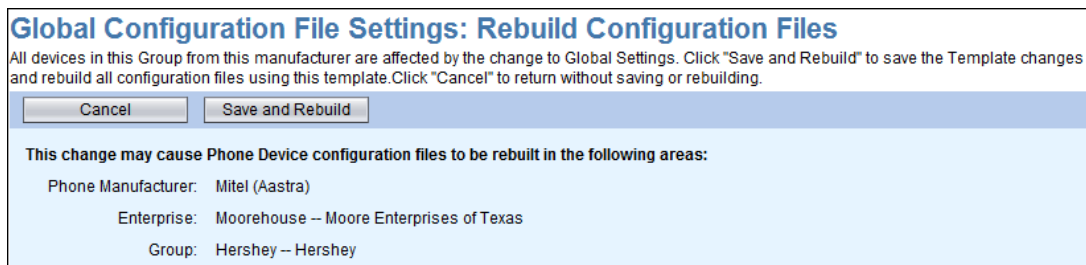 Global Configuration File Settings: Rebuild Configuration Files
All devices in this Group from this manufacturer are affected by the change to Global Settings. Click "Save and Rebuild" to save the Template changes
and rebuild all configuration files using this template.Click "Cancel" to return without saving or rebuilding.
Cancel Save and Rebuild
This change may cause Phone Device configuration files to be rebuilt in the following areas:
Phone Manufacturer: Mitel (Aastra)
Enterprise: Moorehouse -- Moore Enterprises of Texas
Group: Hershey -- Hershey